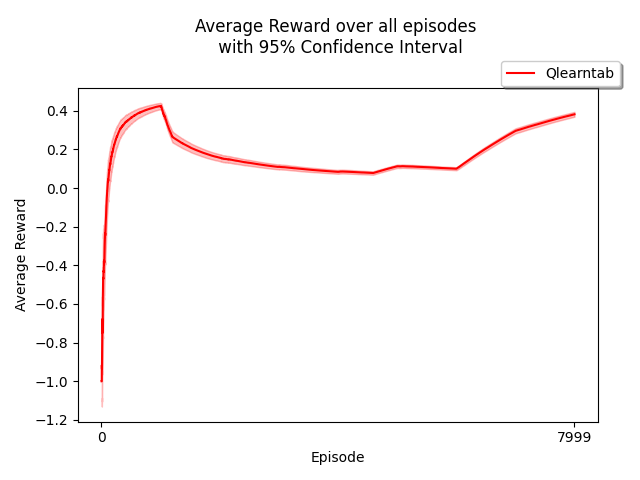 Average Reward over all episodes
with 95% Confidence Interval
Qlearntab
0.4
0.2
0.0
−0.2
−0.4
−0.6
−0.8
−1.0
−1.2
Average Reward
0 7999
Episode